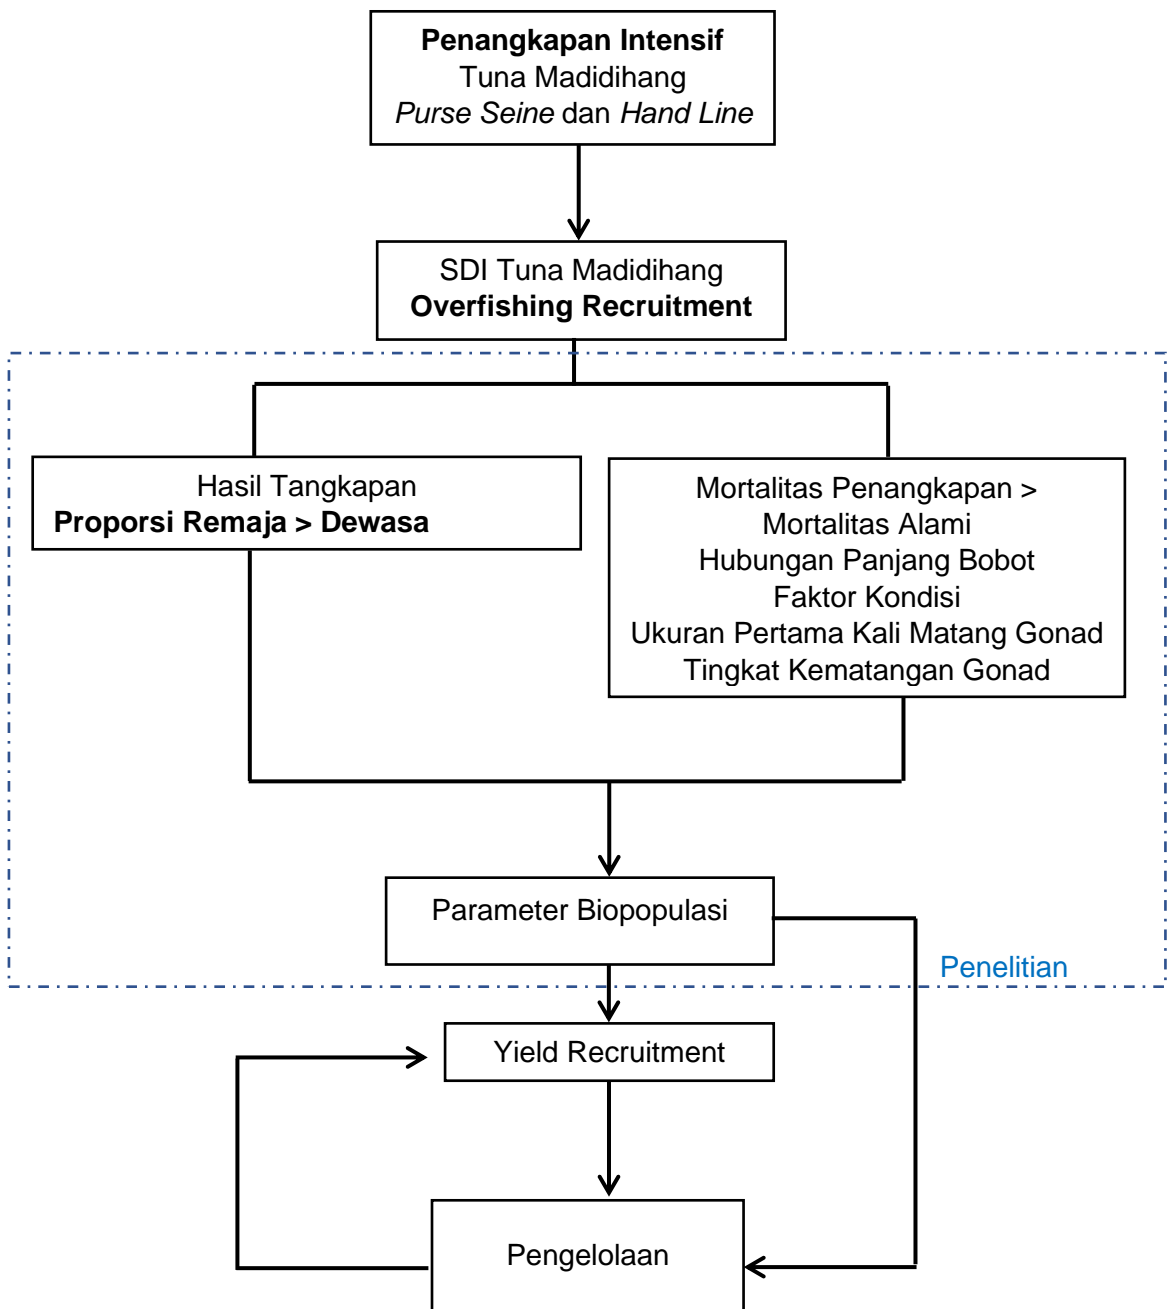 Penangkapan Intensif
Tuna Madidihang
Purse Seine dan Hand Line
SDI Tuna Madidihang
Overfishing Recruitment
Hasil Tangkapan
Proporsi Remaja > Dewasa
Mortalitas Penangkapan >
Mortalitas Alami
Hubungan Panjang Bobot
Faktor Kondisi
Ukuran Pertama Kali Matang Gonad
Tingkat Kematangan Gonad
Parameter Biopopulasi
Penelitian
Yield Recruitment
Pengelolaan